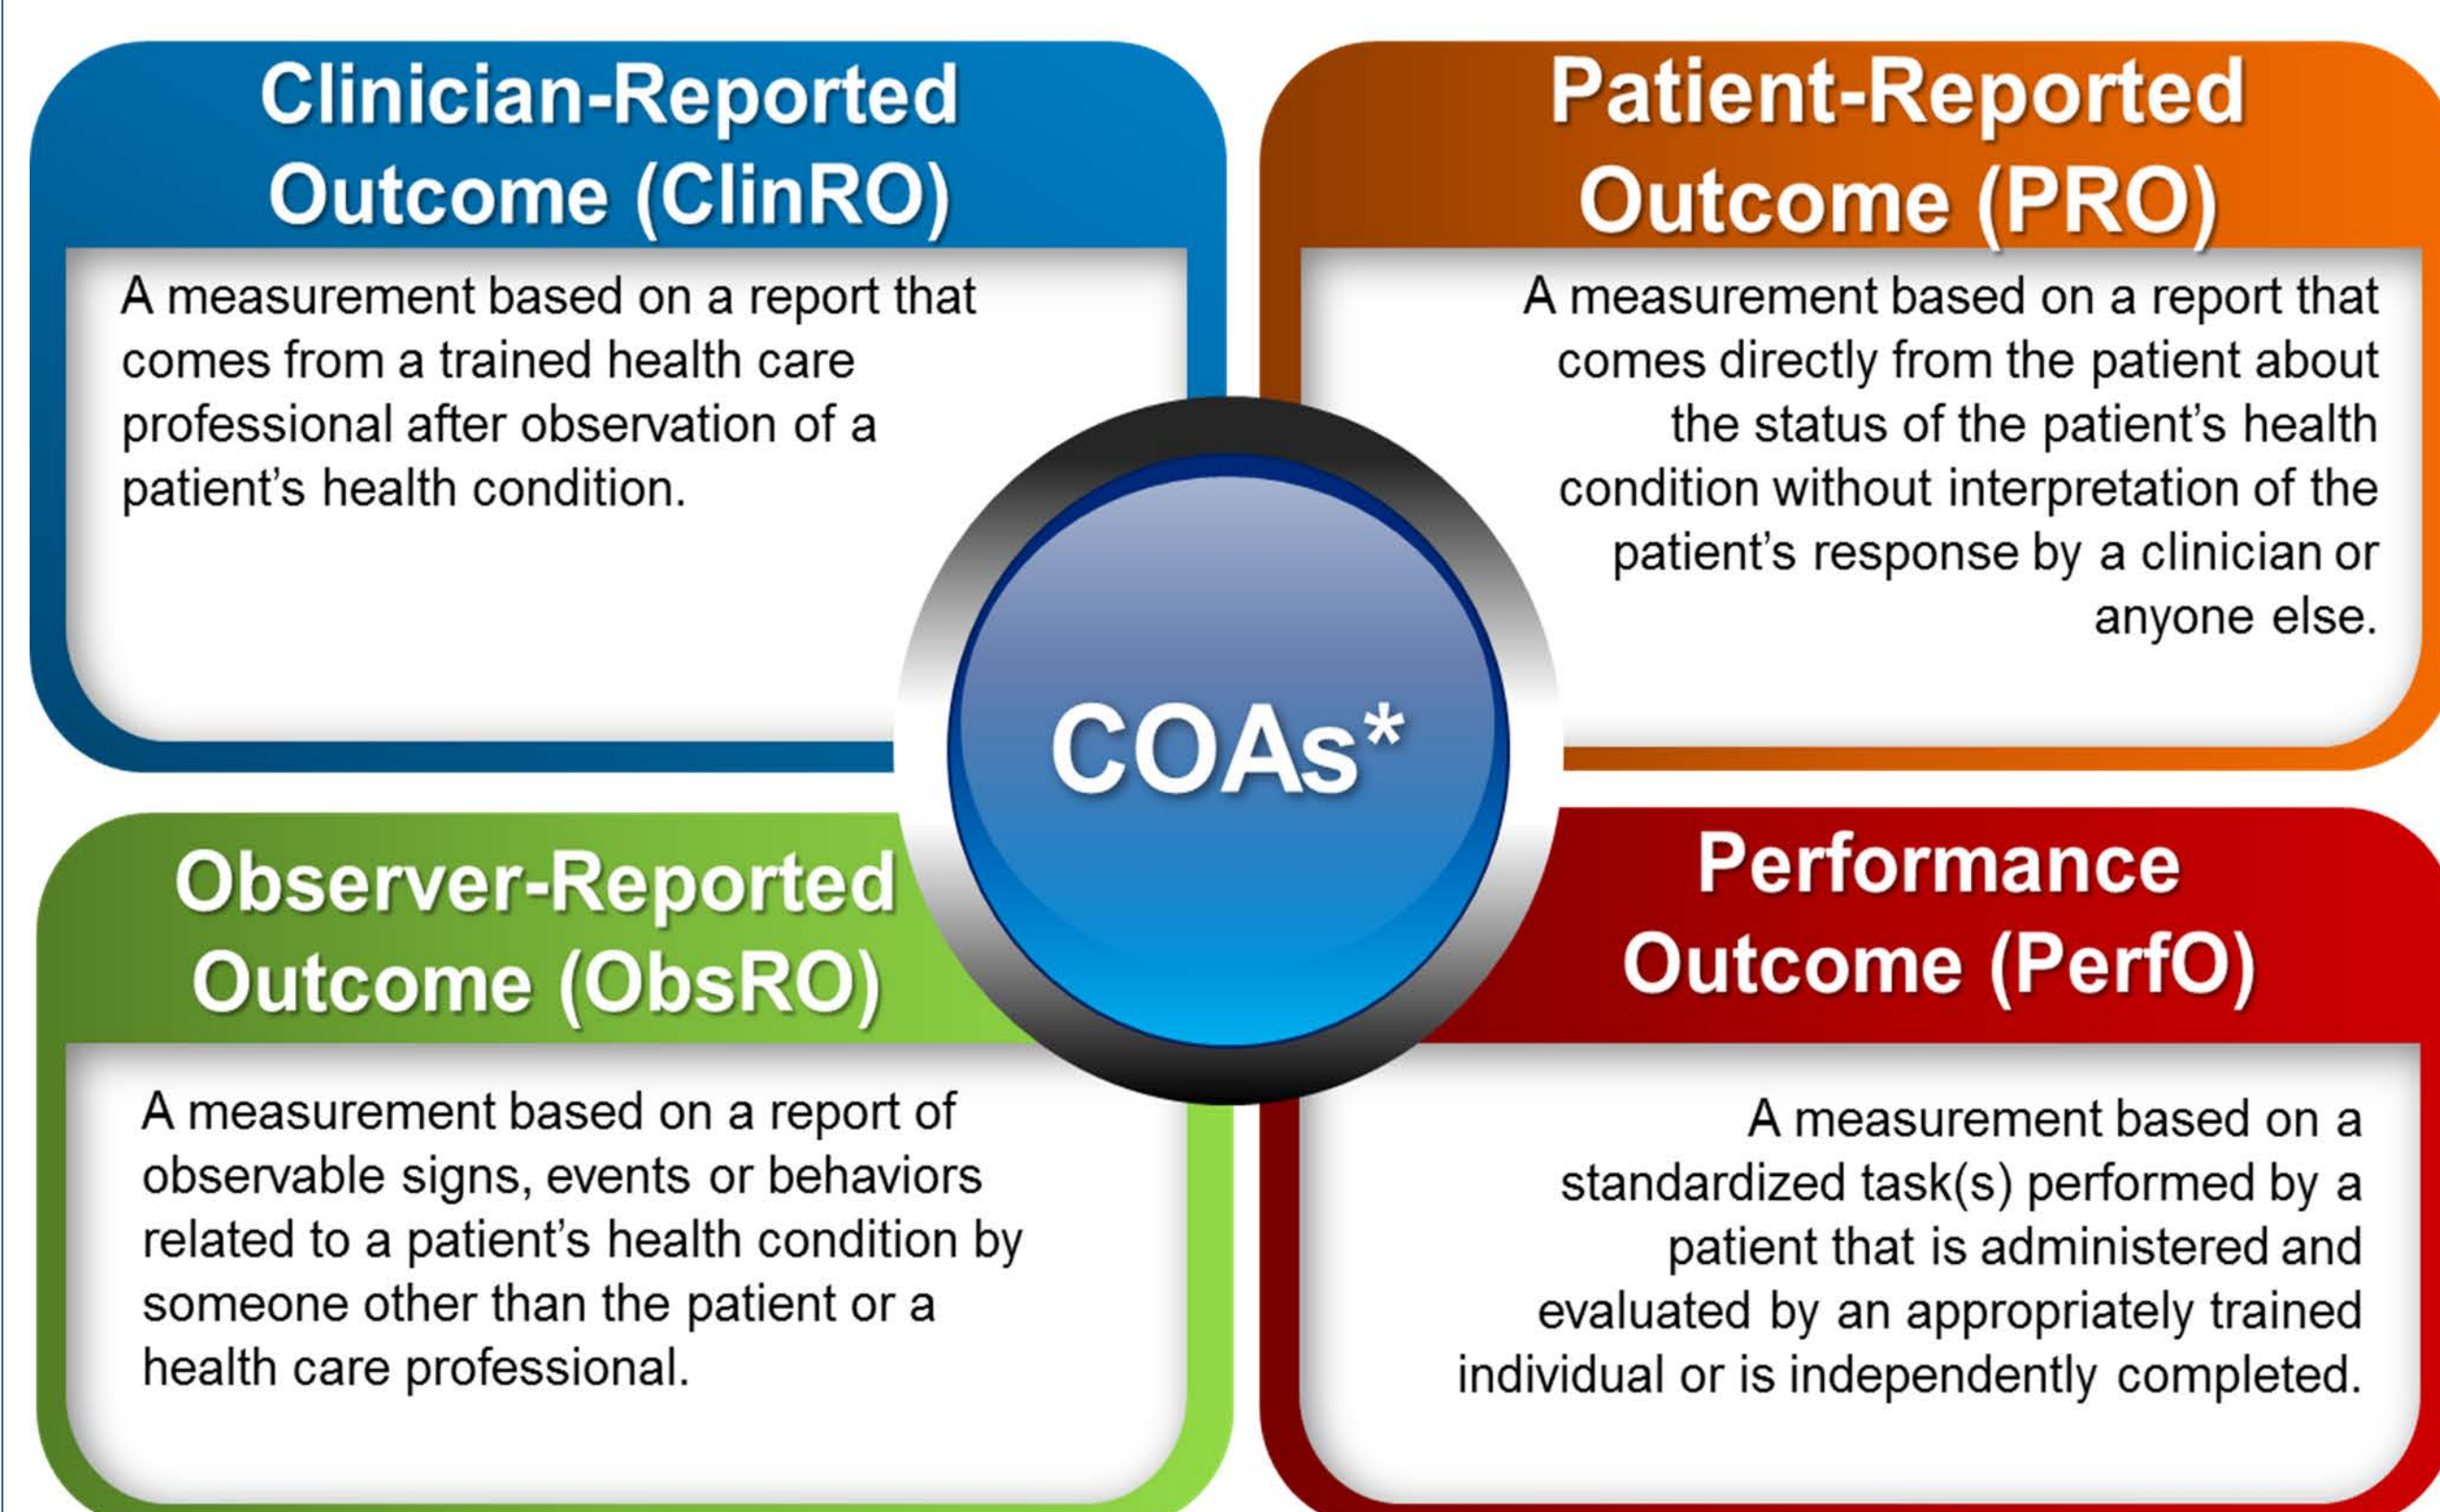 Clinician-Reported
Outcome (ClinRO)
A measurement based on a report that
comes from a trained health care
professional after observation of a
patient's health condition.
Patient-Reported
Outcome (PRO)
A measurement based on a report that
comes directly from the patient about
the status of the patient's health
condition without interpretation of the
patient's response by a clinician or
anyone else.
COAs*
Observer-Reported
Outcome (ObsRO)
A measurement based on a report of
observable signs, events or behaviors
related to a patient's health condition by
someone other than the patient or a
health care professional.
Performance
Outcome (PerfO)
A measurement based on a
standardized task(s) performed by a
patient that is administered and
evaluated by an appropriately trained
individual or is independently completed.